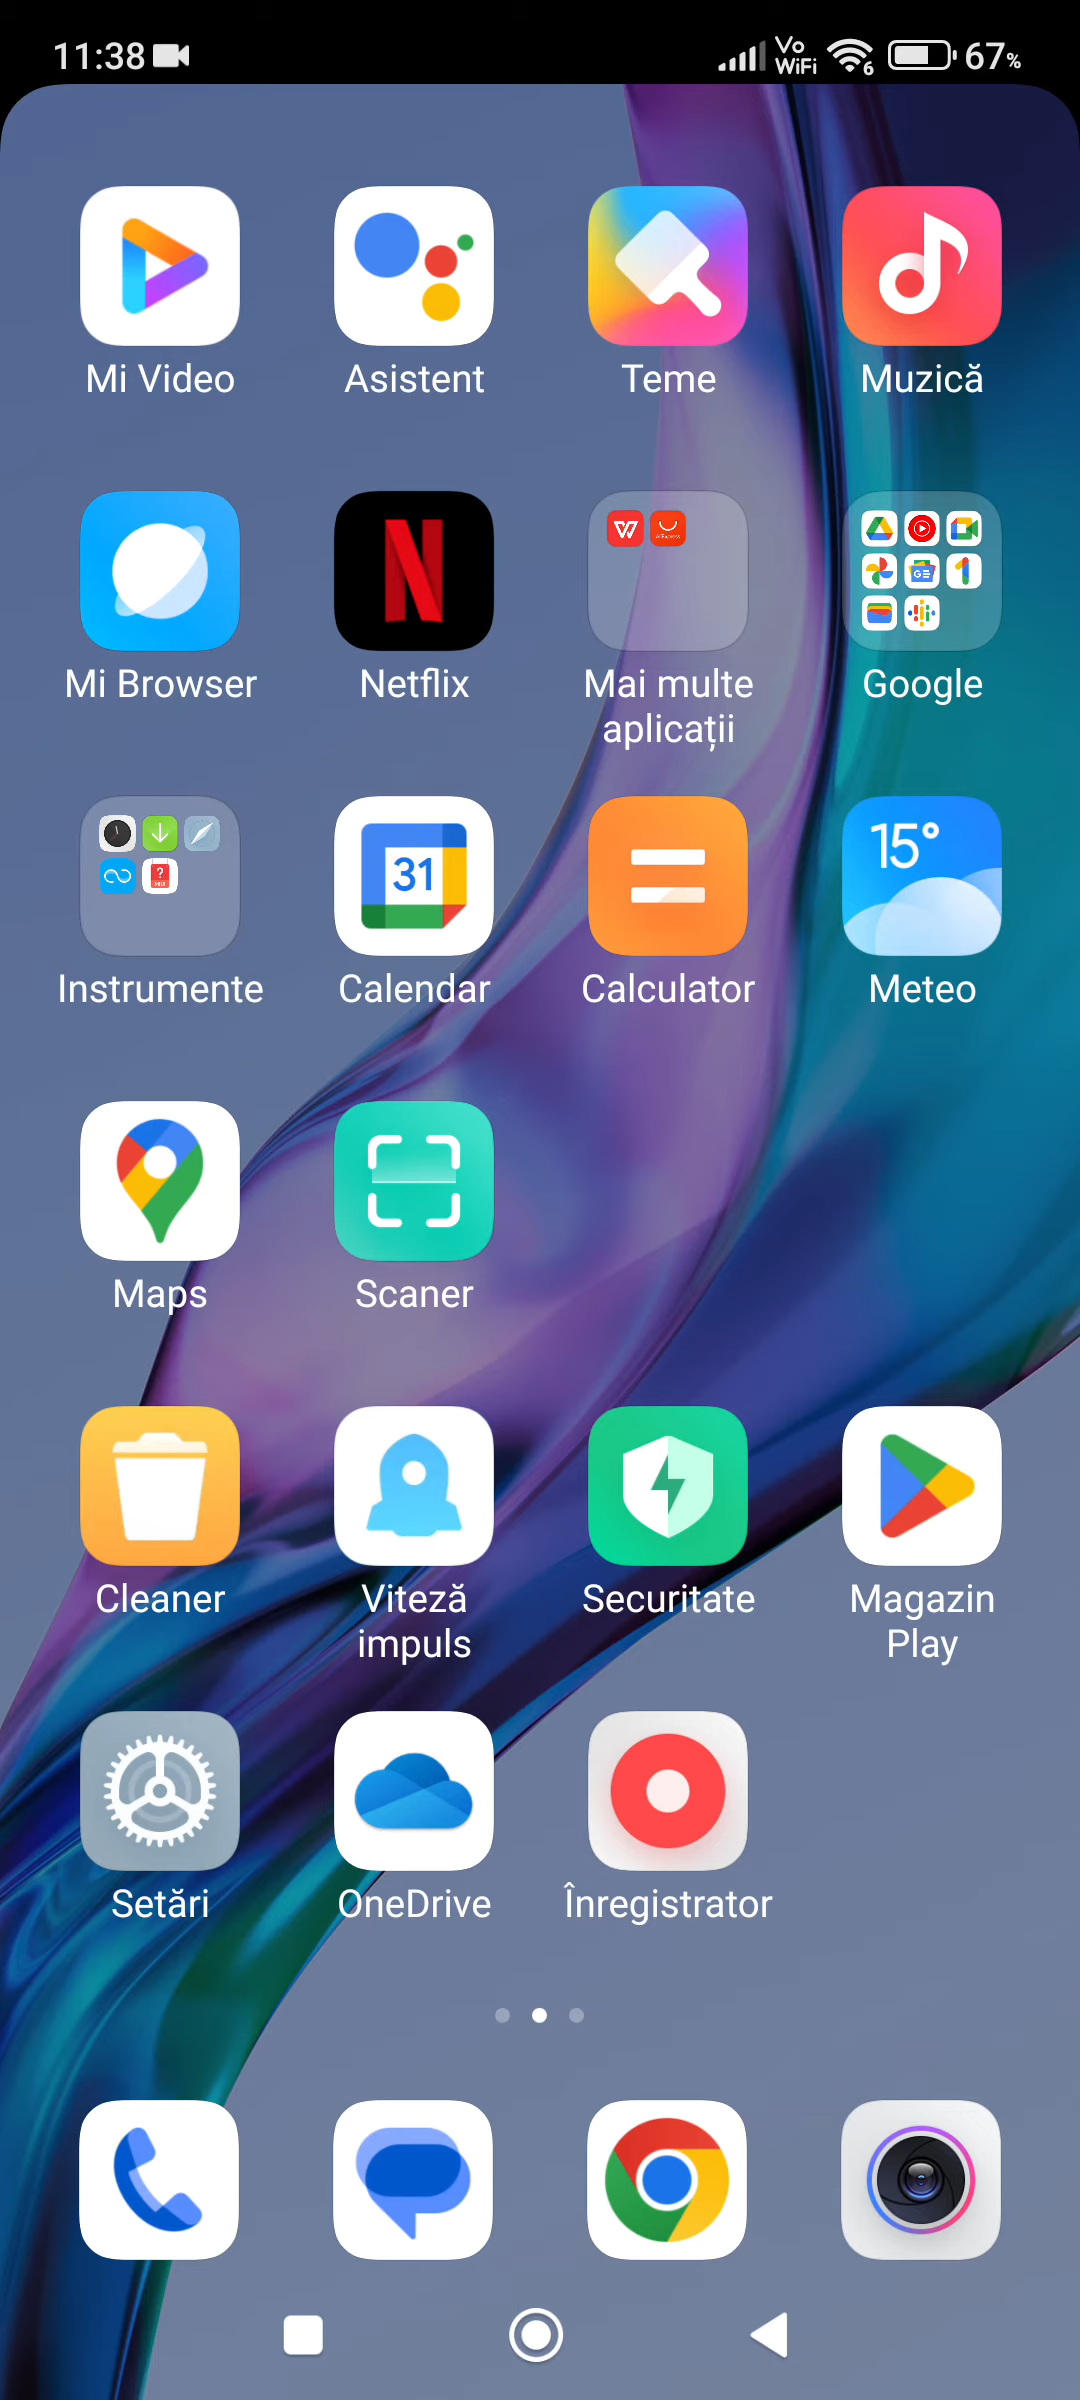 11:38 Vo WiFi 6 67%
Mi Video Asistent Teme Muzică
Mi Browser Netflix Mai multe aplicații Google
31 15°
Instrumente Calendar Calculator Meteo
Maps Scaner
Cleaner Viteză impuls Securitate Magazin Play
Setări OneDrive Înregistrator